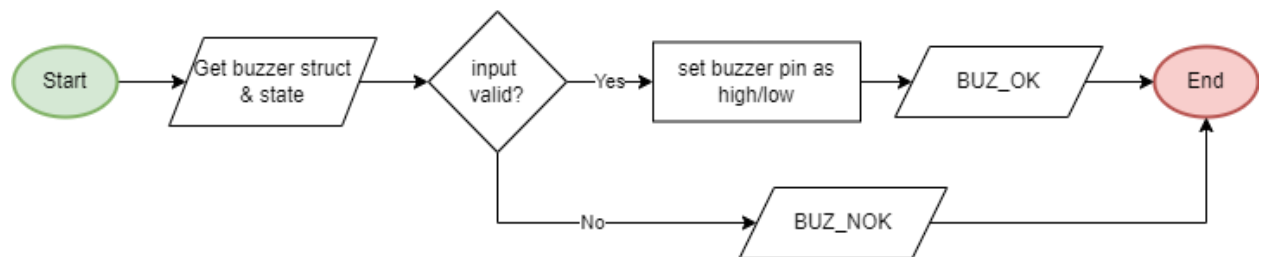 Start
Get buzzer struct
& state
input
valid?
Yes
set buzzer pin as
high/low
BUZ_OK
End
No
BUZ_NOK